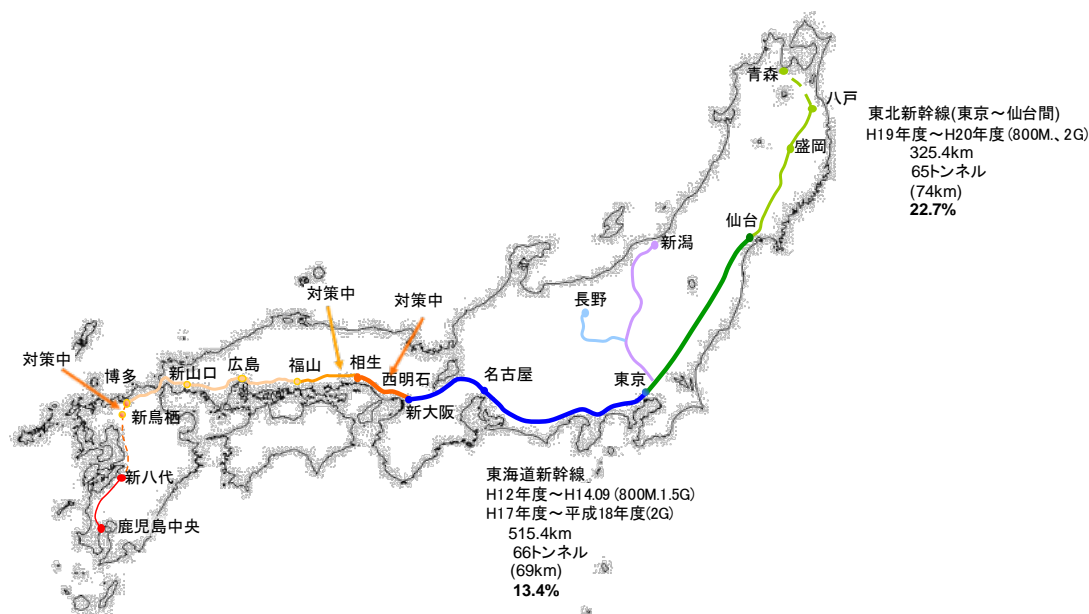 青森
八戸
東北新幹線(東京～仙台間)
H19年度～H20年度(800M.、2G)
325.4km
65トンネル
(74km)
22.7%
盛岡
仙台
新潟
対策中
対策中
長野
対策中
博多
新山口
広島
福山
相生
西明石
名古屋
東京
新大阪
新鳥栖
新八代
鹿児島中央
東海道新幹線
H12年度～H14.09(800M.1.5G)
H17年度～平成18年度(2G)
515.4km
66トンネル
(69km)
13.4%